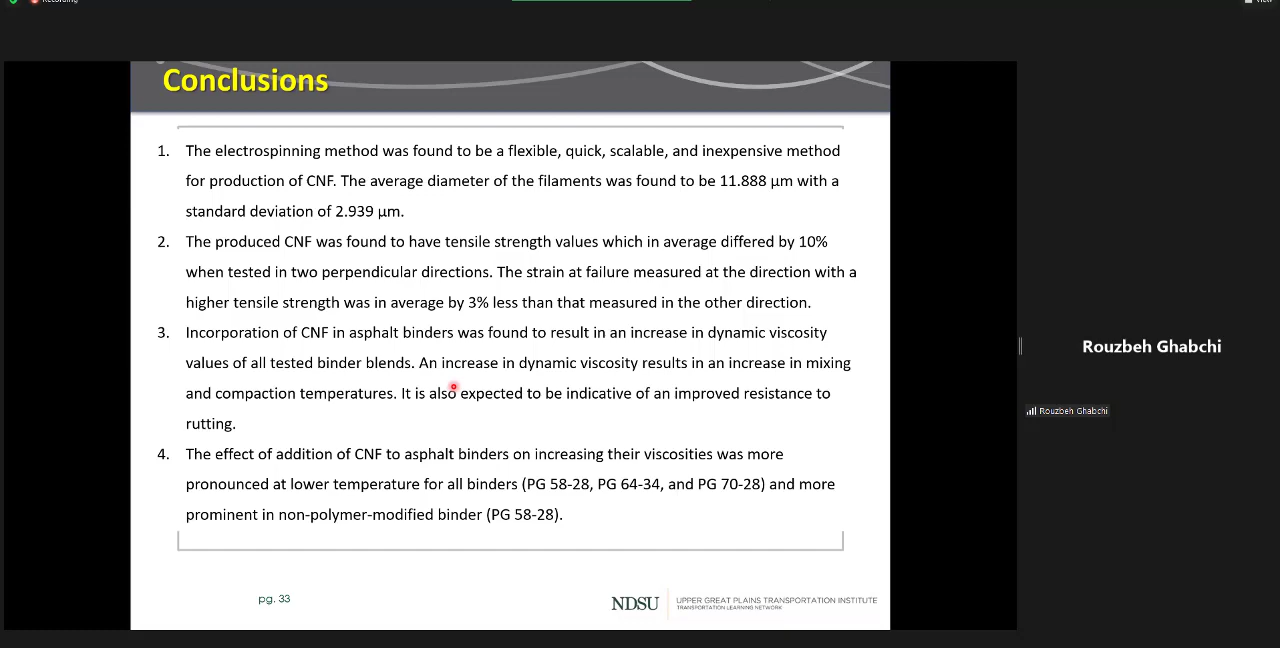 Recording
View
Conclusions
1. The electrospinning method was found to be a flexible, quick, scalable, and inexpensive method
for production of CNF. The average diameter of the filaments was found to be 11.888 μm with a
standard deviation of 2.939 μm.
2. The produced CNF was found to have tensile strength values which in average differed by 10%
when tested in two perpendicular directions. The strain at failure measured at the direction with a
higher tensile strength was in average by 3% less than that measured in the other direction.
3. Incorporation of CNF in asphalt binders was found to result in an increase in dynamic viscosity
values of all tested binder blends. An increase in dynamic viscosity results in an increase in mixing
and compaction temperatures. It is also expected to be indicative of an improved resistance to
rutting.
4. The effect of addition of CNF to asphalt binders on increasing their viscosities was more
pronounced at lower temperature for all binders (PG 58-28, PG 64-34, and PG 70-28) and more
prominent in non-polymer-modified binder (PG 58-28).
pg. 33
NDSU
UPPER GREAT PLAINS TRANSPORTATION INSTITUTE
TRANSPORTATION LEARNING NETWORK
Rouzbeh Ghabchi
Rouzbeh Ghabchi